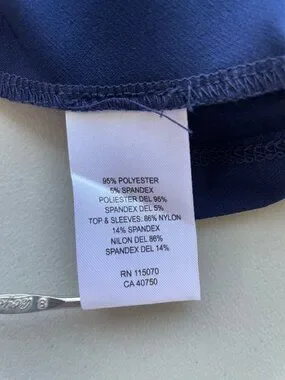 95% POLYESTER
5% SPANDEX
POLIESTER DEL 95%
SPANDEX DEL 5%
TOP & SLEEVES: 86% NYLON
14% SPANDEX
NILON DEL 86%
SPANDEX DEL 14%
RN 115070
CA 40750